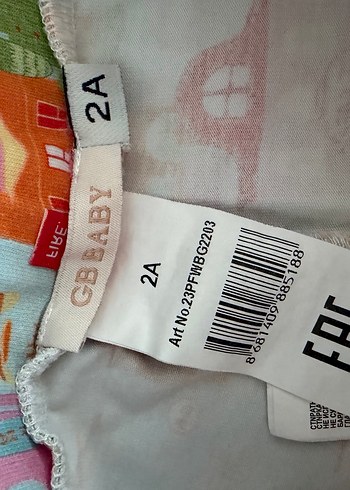 2A
GB BABY
FIRE.
2A
Art No.23PFWBG2203
8 681409 885188
EAC